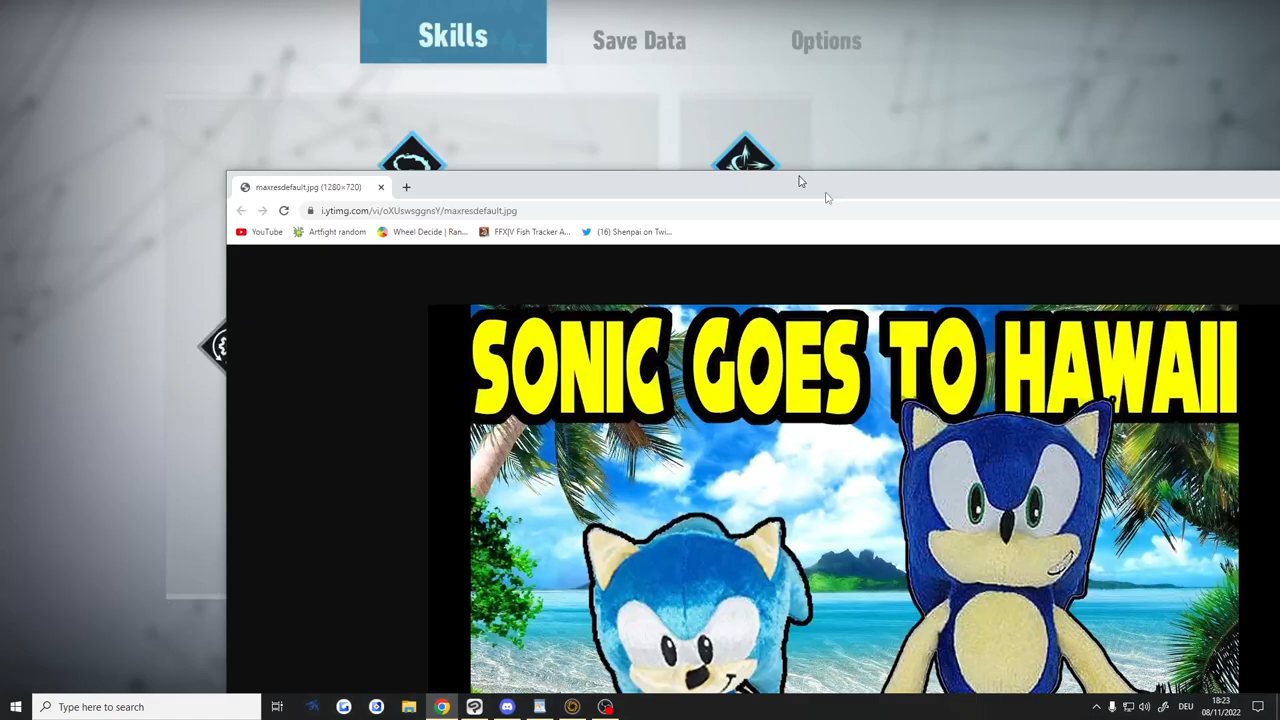 Skills
Save Data
Options
maxresdefault.jpg (1280×720)
i.ytimg.com/vi/oXUswsggnsY/maxresdefault.jpg
YouTube
Artfight random
Wheel Decide | Ran...
FFXIV Fish Tracker A...
(16) Shenpai on Twi...
SONIC GOES TO HAWAII
Type here to search
DEU
18:23
08/11/2022